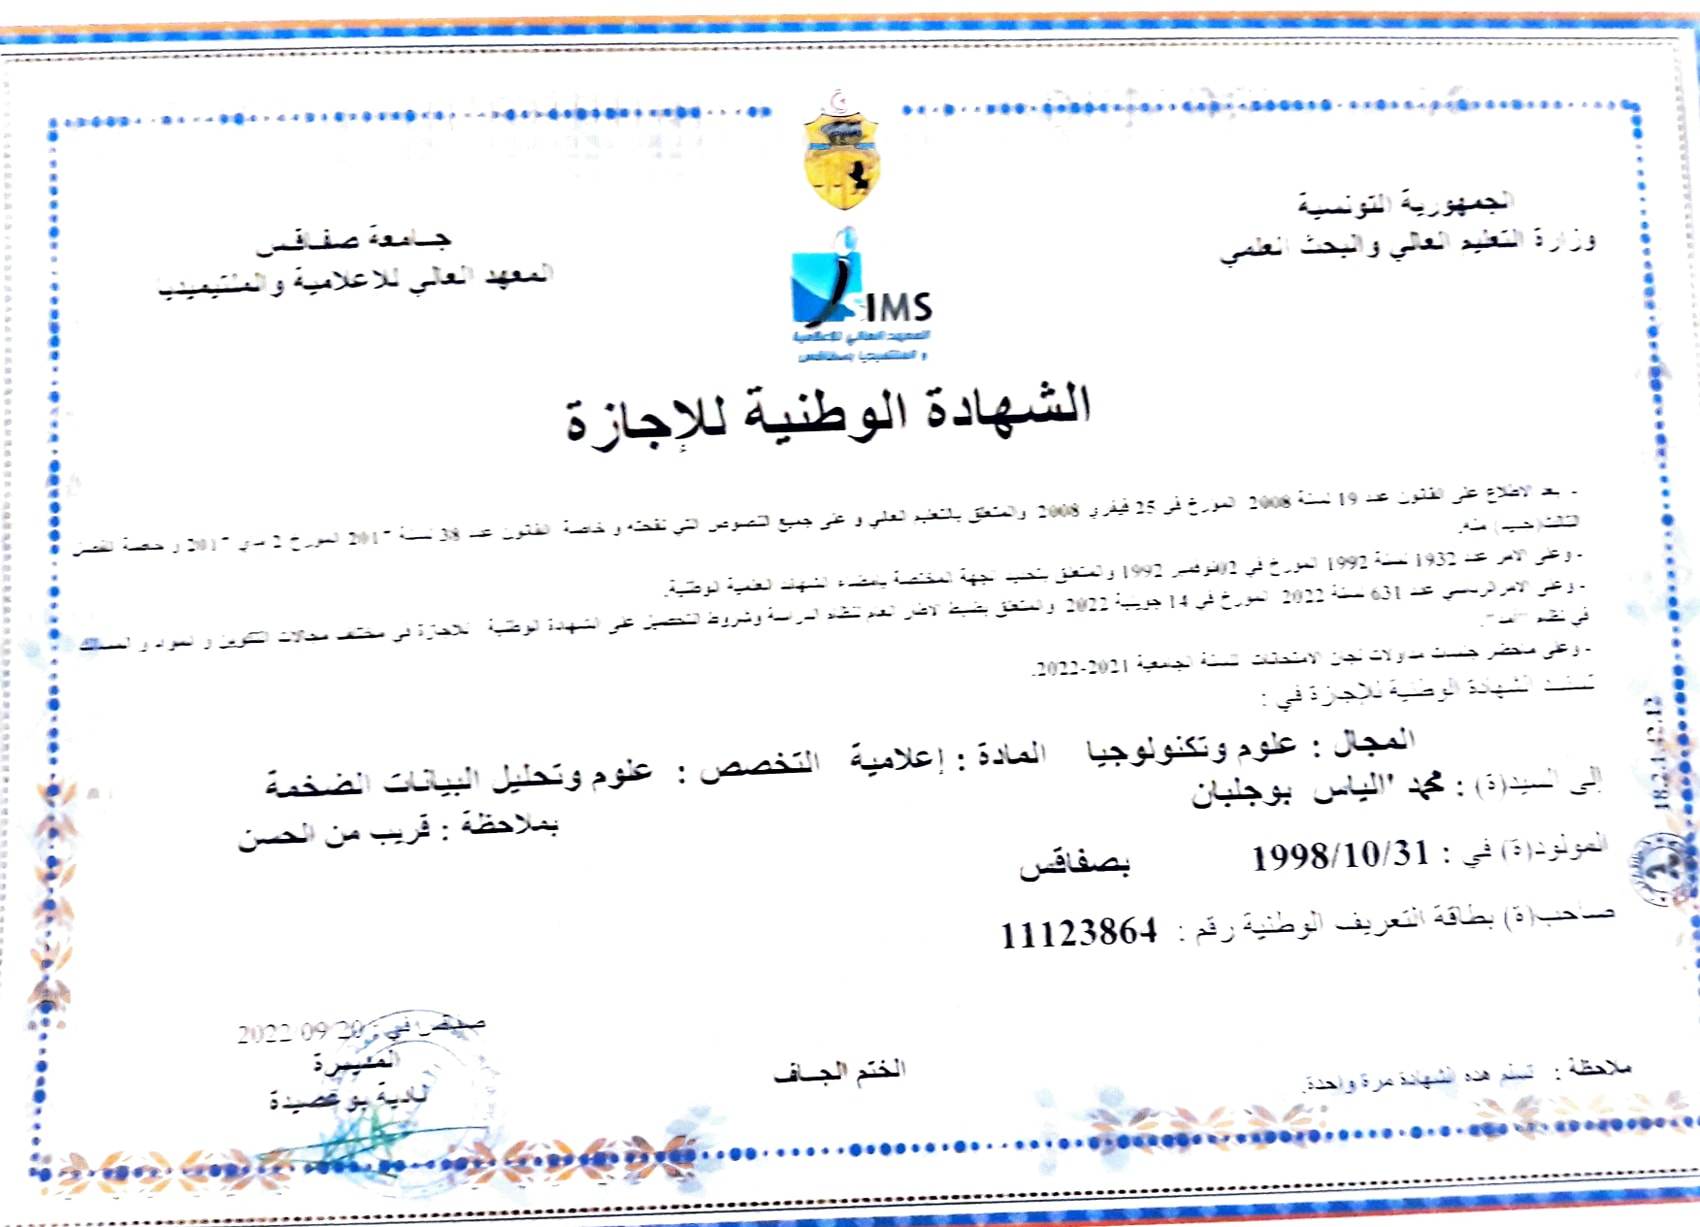 الجمهورية التونسية
وزارة التعليم العالي والبحث العلمي
جامعة صفاقس
المعهد العالي للاعلامية والملتيميديا
SIMS
المعهد العالي للإعلامية
و الملتيميديا بصفاقس
الشهادة الوطنية للإجازة
- بعد الاطلاع على القانون عدد 19 لسنة 2008 المؤرخ في 25 فيفري 2008 والمتعلق بالتعليم العالي و على جميع النصوص التي نقحته و خاصة القانون عدد 38 لسنة 2017 المؤرخ 2 ماي 2017 و خاصة الفصل
الثالث(جديد) منه.
- وعلى الامر عدد 1932 لسنة 1992 المؤرخ في 02نوفمبر 1992 والمتعلق بتحديد الجهة المختصة بإمضاء الشهائد العلمية الوطنية.
- وعلى الامر الرئاسي عدد 631 لسنة 2022 المؤرخ في 14 جويلية 2022 والمتعلق بضبط الاطار العام لنظام الدراسة وشروط التحصيل على الشهادة الوطنية للاجازة في مختلف مجالات التكوين و المواد و المسالك
في نظام "أمد".
- وعلى محضر جلسات مداولات لجان الامتحانات للسنة الجامعية 2021-2022.
تسند الشهادة الوطنية للإجازة في :
المجال : علوم وتكنولوجيا المادة : إعلامية التخصص : علوم وتحليل البيانات الضخمة
إلى السيد(ة) : محمد الياس بوجلبان
بملاحظة : قريب من الحسن
المولود(ة) في : 1998/10/31 بصفاقس
صاحب(ة) بطاقة التعريف الوطنية رقم : 11123864
صفاقس في : 20 09 2022
المديرة
نادية بوعصيدة
الختم الجاف
ملاحظة : تسلم هذه الشهادة مرة واحدة.